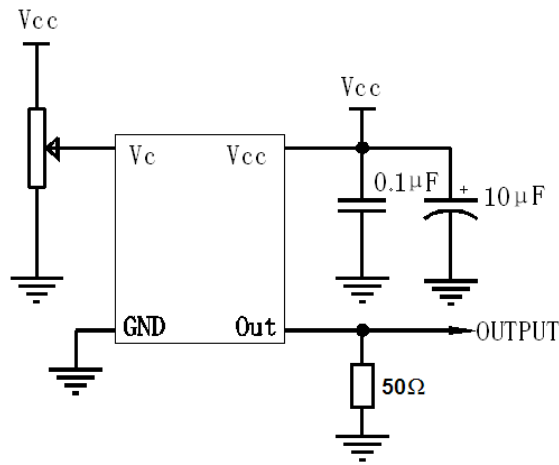 Vcc
Vcc
Vc
Vcc
0.1μF
+
10μF
GND
Out
OUTPUT
50Ω